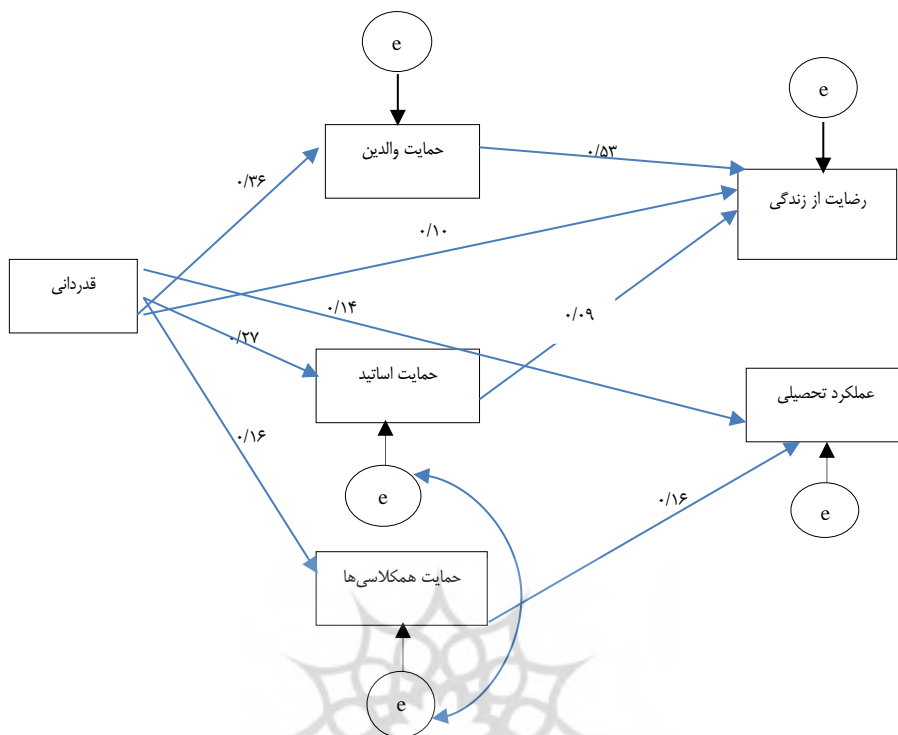 e
e
حمایت والدین
۰/۵۳
۰/۳۶
رضایت از زندگی
۰/۱۰
قدردانی
۰/۱۴
۰/۰۹
۰/۲۷
حمایت اساتید
عملکرد تحصیلی
۰/۱۶
e
۰/۱۶
e
حمایت همکلاسی‌ها
e